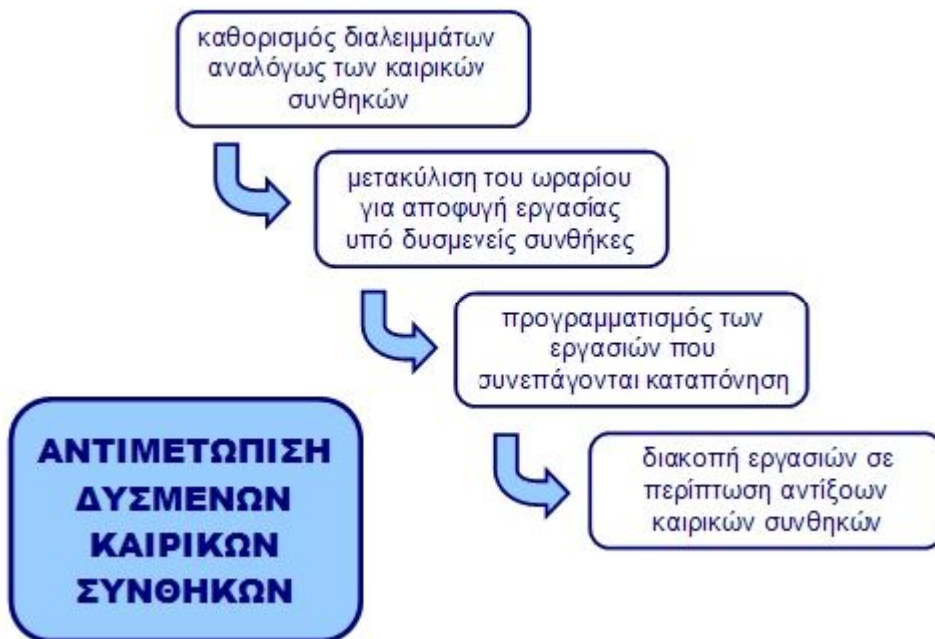 καθορισμός διαλειμμάτων
αναλόγως των καιρικών
συνθηκών
μετακύλιση του ωραρίου
για αποφυγή εργασίας
υπό δυσμενείς συνθήκες
προγραμματισμός των
εργασιών που
συνεπάγονται καταπόνηση
διακοπή εργασιών σε
περίπτωση αντίξοων
καιρικών συνθηκών
ΑΝΤΙΜΕΤΩΠΙΣΗ
ΔΥΣΜΕΝΩΝ
ΚΑΙΡΙΚΩΝ
ΣΥΝΘΗΚΩΝ